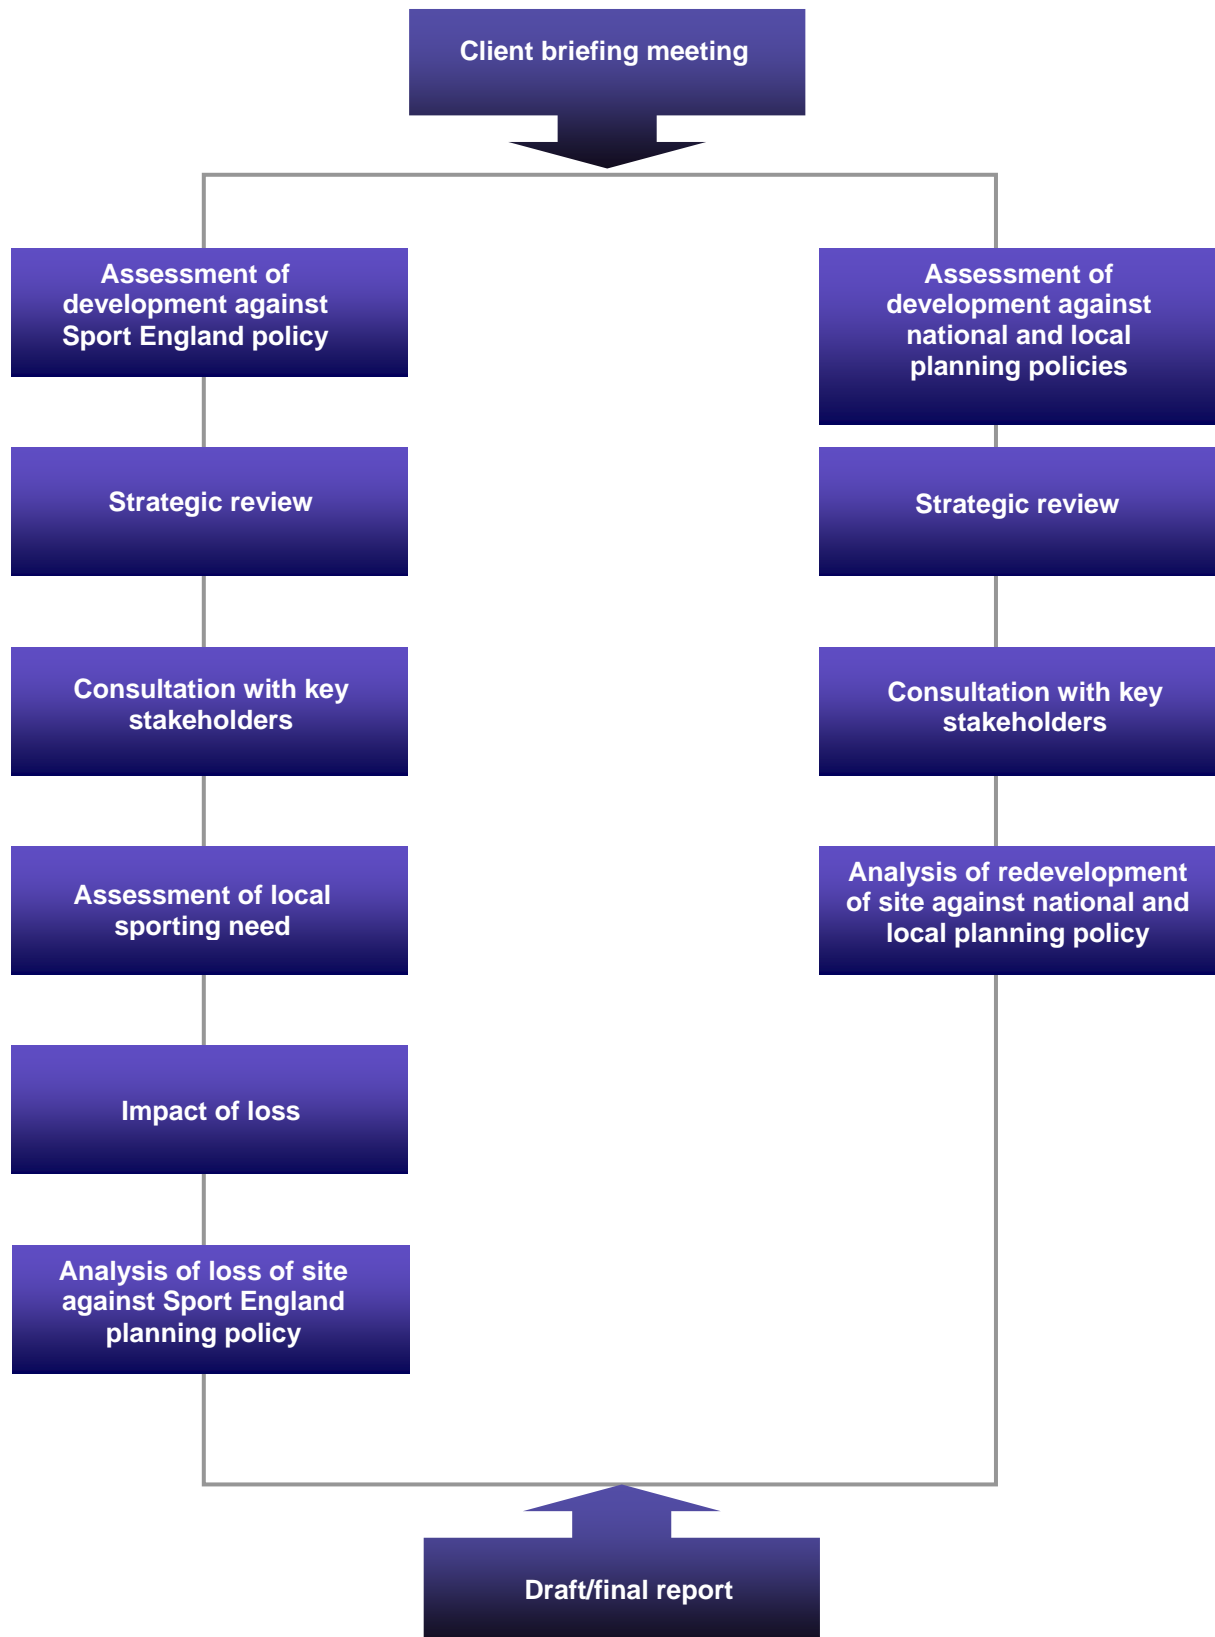 Client briefing meeting
Assessment of
development against
Sport England policy
Strategic review
Consultation with key
stakeholders
Assessment of local
sporting need
Impact of loss
Analysis of loss of site
against Sport England
planning policy
Assessment of
development against
national and local
planning policies
Strategic review
Consultation with key
stakeholders
Analysis of redevelopment
of site against national and
local planning policy
Draft/final report